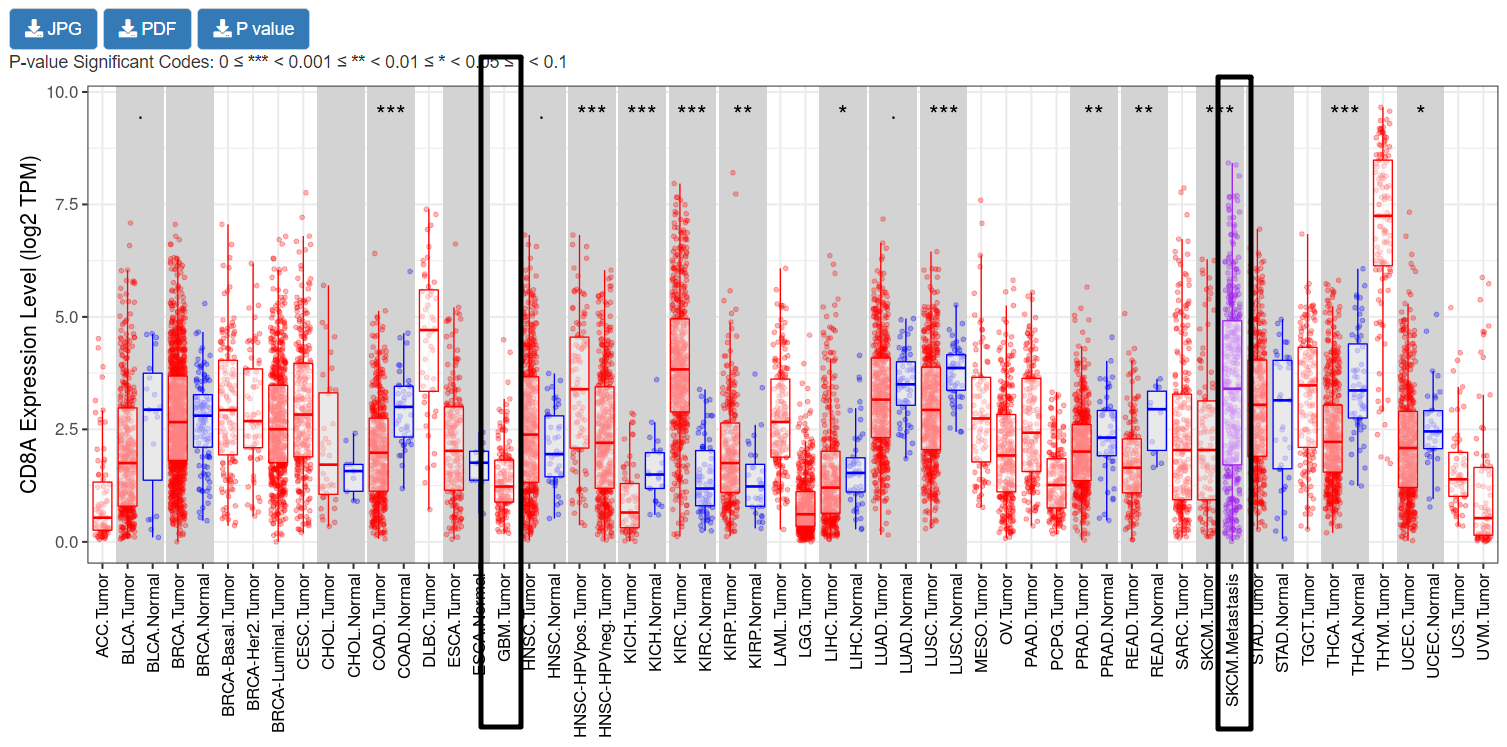 JPG
PDF
P value
P-value Significant Codes: 0 ≤ *** < 0.001 ≤ ** < 0.01 ≤ * < 0.05 ≤ . < 0.1
CD8A Expression Level (log2 TPM)
10.0
7.5
5.0
2.5
0.0
. *** . *** *** *** ** * . *** ** ** *** *** *
ACC.Tumor
BLCA.Tumor
BLCA.Normal
BRCA.Tumor
BRCA.Normal
BRCA-Basal.Tumor
BRCA-Her2.Tumor
BRCA-Luminal.Tumor
CESC.Tumor
CHOL.Tumor
CHOL.Normal
COAD.Tumor
COAD.Normal
DLBC.Tumor
ESCA.Tumor
ESCA.Normal
GBM.Tumor
HNSC.Tumor
HNSC.Normal
HNSC-HPVpos.Tumor
HNSC-HPVneg.Tumor
KICH.Tumor
KICH.Normal
KIRC.Tumor
KIRC.Normal
KIRP.Tumor
KIRP.Normal
LAML.Tumor
LGG.Tumor
LIHC.Tumor
LIHC.Normal
LUAD.Tumor
LUAD.Normal
LUSC.Tumor
LUSC.Normal
MESO.Tumor
OV.Tumor
PAAD.Tumor
PCPG.Tumor
PRAD.Tumor
PRAD.Normal
READ.Tumor
READ.Normal
SARC.Tumor
SKCM.Tumor
SKCM.Metastasis
STAD.Tumor
STAD.Normal
TGCT.Tumor
THCA.Tumor
THCA.Normal
THYM.Tumor
UCEC.Tumor
UCEC.Normal
UCS.Tumor
UVM.Tumor